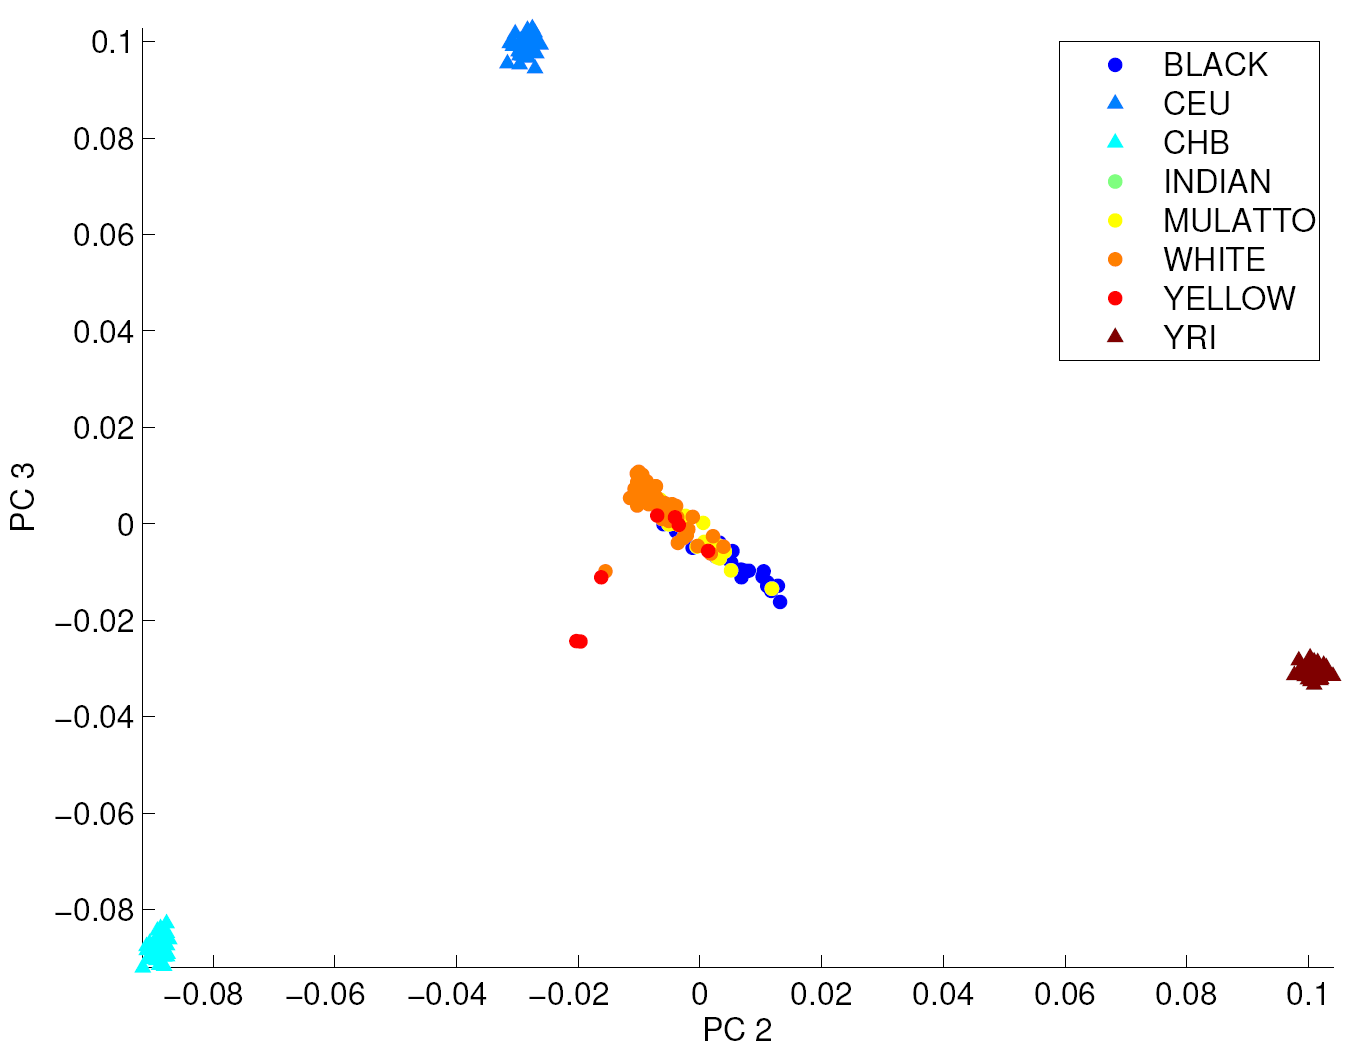 0.1
0.08
0.06
0.04
0.02
0
−0.02
−0.04
−0.06
−0.08
PC 3
−0.08 −0.06 −0.04 −0.02 0 0.02 0.04 0.06 0.08 0.1
PC 2
BLACK
CEU
CHB
INDIAN
MULATTO
WHITE
YELLOW
YRI